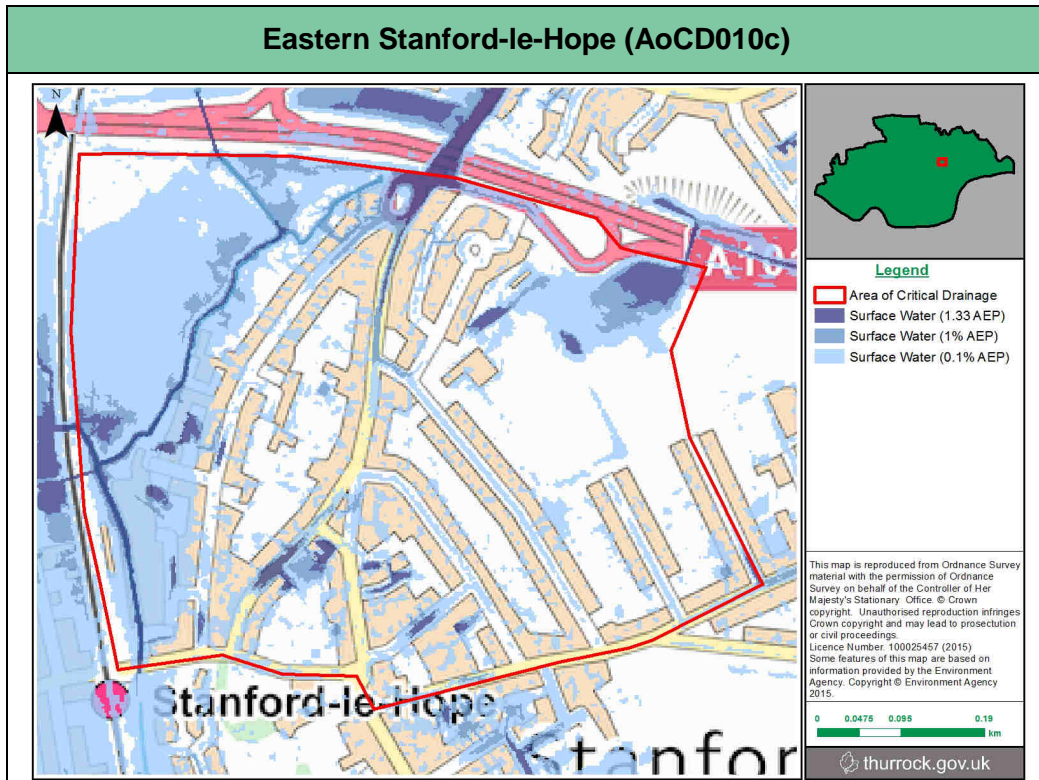 Eastern Stanford-le-Hope (AoCD010c)
N
A 101
Stanford-le-Hope
Stanfor
Legend
Area of Critical Drainage
Surface Water (1.33 AEP)
Surface Water (1% AEP)
Surface Water (0.1% AEP)
This map is reproduced from Ordnance Survey
material with the permission of Ordnance
Survey on behalf of the Controller of Her
Majesty's Stationary Office. © Crown
copyright. Unauthorised reproduction infringes
Crown copyright and may lead to prosectution
or civil proceedings.
Licence Number. 100025457 (2015)
Some features of this map are based on
information provided by the Environment
Agency. Copyright © Environment Agency
2015.
0 0.0475 0.095 0.19
km
thurrock.gov.uk